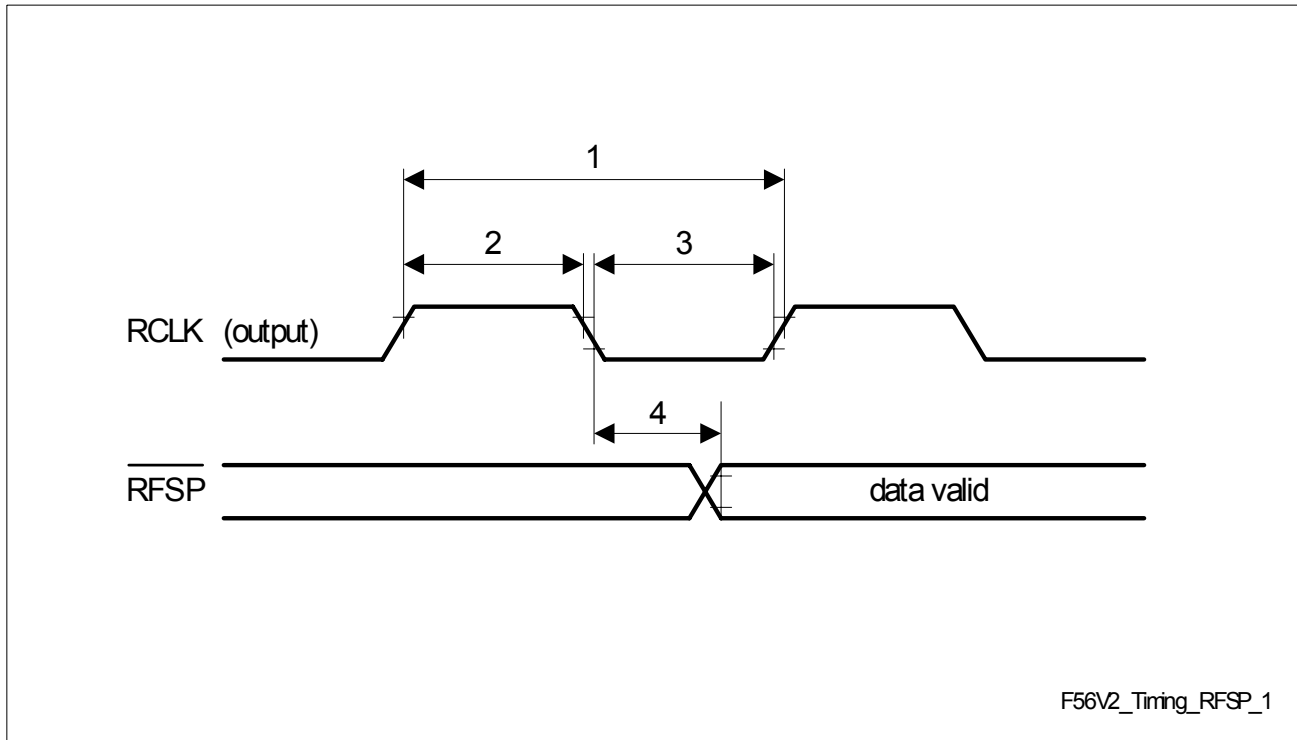 1
2
3
RCLK (output)
4
RFSP
data valid
F56V2_Timing_RFSP_1